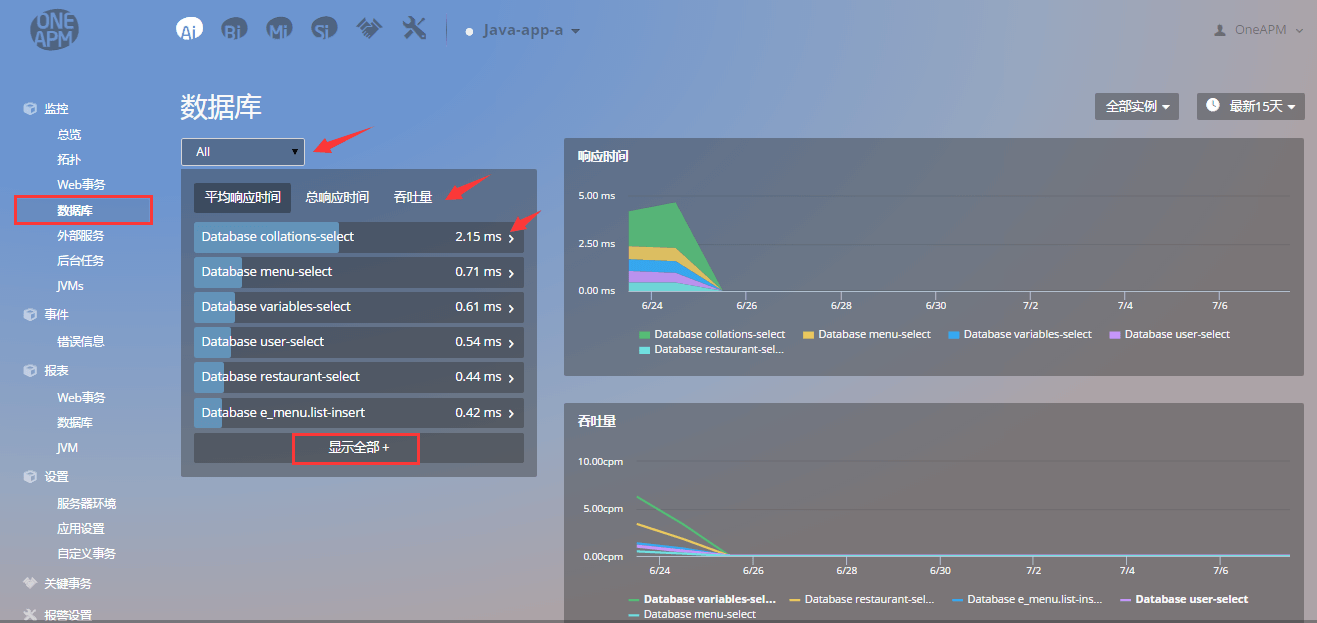 ONE APM
Ai Bi Mi Si Java-app-a OneAPM
监控
总览
拓扑
Web事务
数据库
外部服务
后台任务
JVMs
事件
错误信息
报表
Web事务
数据库
JVM
设置
服务器环境
应用设置
自定义事务
关键事务
报警设置
数据库
全部实例 最新15天
All
平均响应时间 总响应时间 吞吐量
Database collations-select 2.15 ms
Database menu-select 0.71 ms
Database variables-select 0.61 ms
Database user-select 0.54 ms
Database restaurant-select 0.44 ms
Database e_menu.list-insert 0.42 ms
显示全部 +
响应时间
5.00 ms
2.50 ms
0.00 ms
6/24 6/26 6/28 6/30 7/2 7/4 7/6
Database collations-select Database menu-select Database variables-select Database user-select
Database restaurant-sel...
吞吐量
10.00cpm
5.00cpm
0.00cpm
6/24 6/26 6/28 6/30 7/2 7/4 7/6
Database variables-sel... Database restaurant-sel... Database e_menu.list-ins... Database user-select
Database menu-select